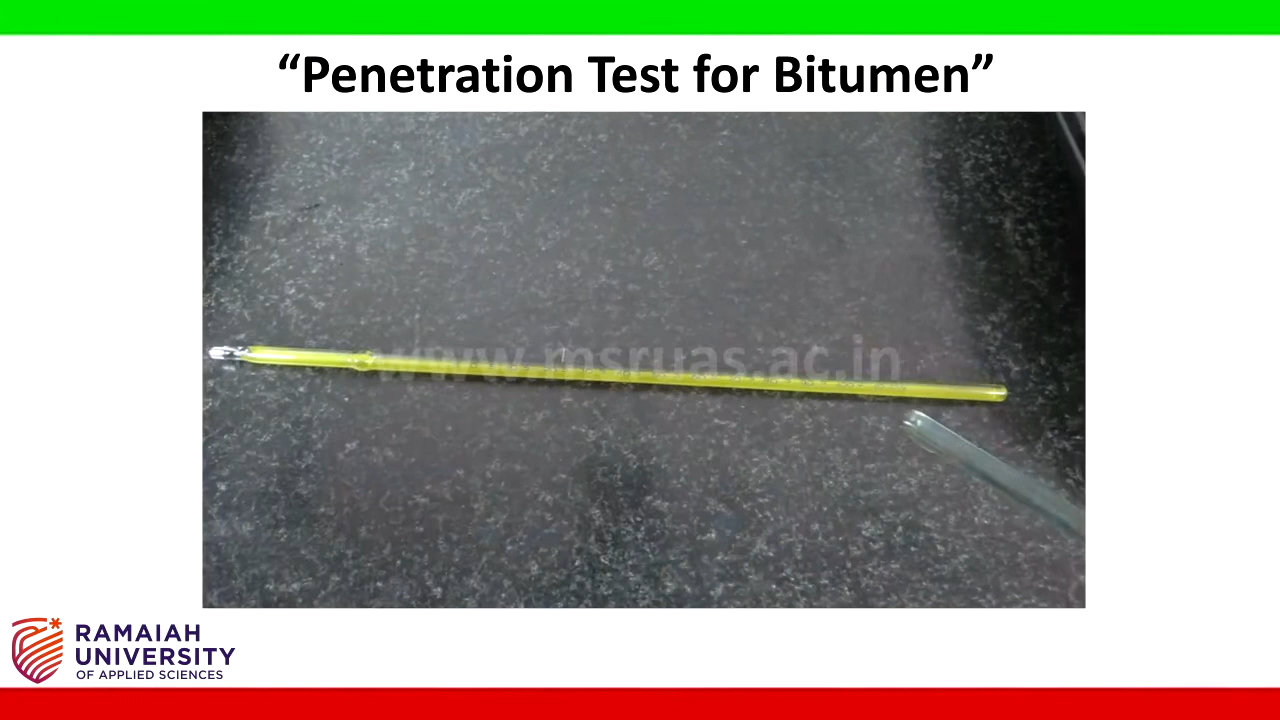 “Penetration Test for Bitumen”
www.msruas.ac.in
RAMAIAH
UNIVERSITY
OF APPLIED SCIENCES